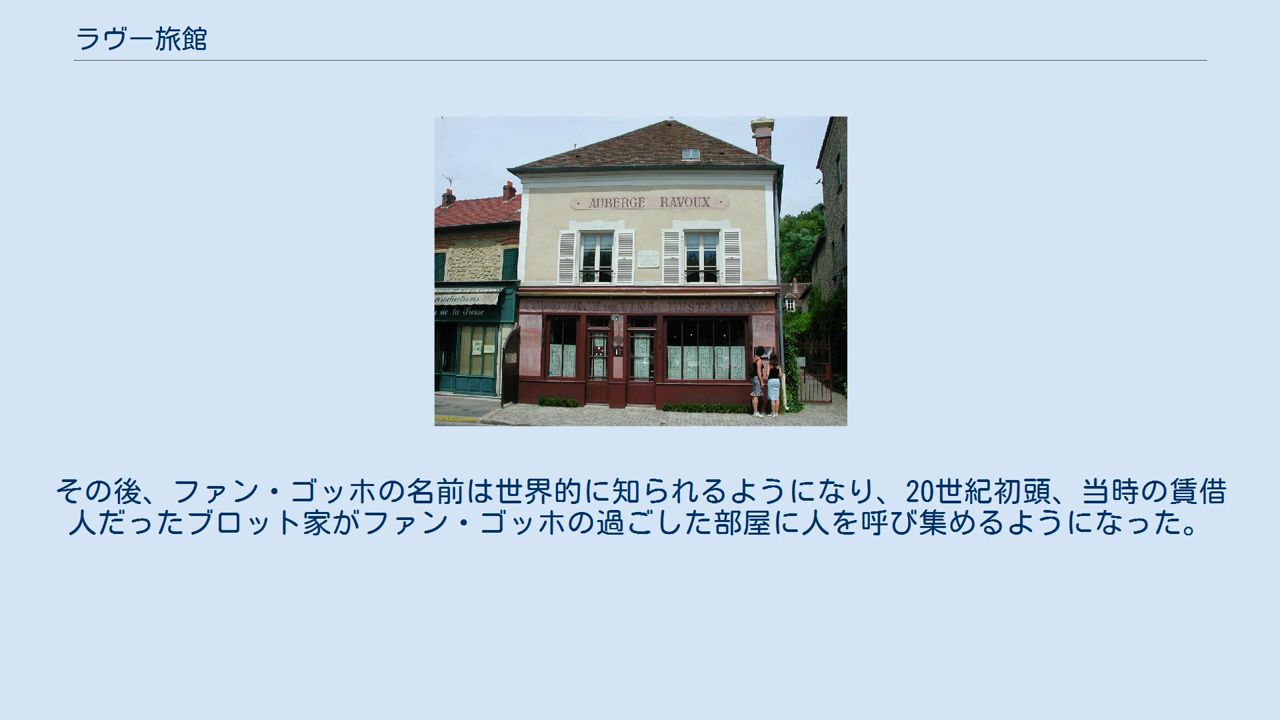 ラヴー旅館
AUBERGE RAVOUX
de la Presse
その後、ファン・ゴッホの名前は世界的に知られるようになり、20世紀初頭、当時の賃借
人だったブロット家がファン・ゴッホの過ごした部屋に人を呼び集めるようになった。